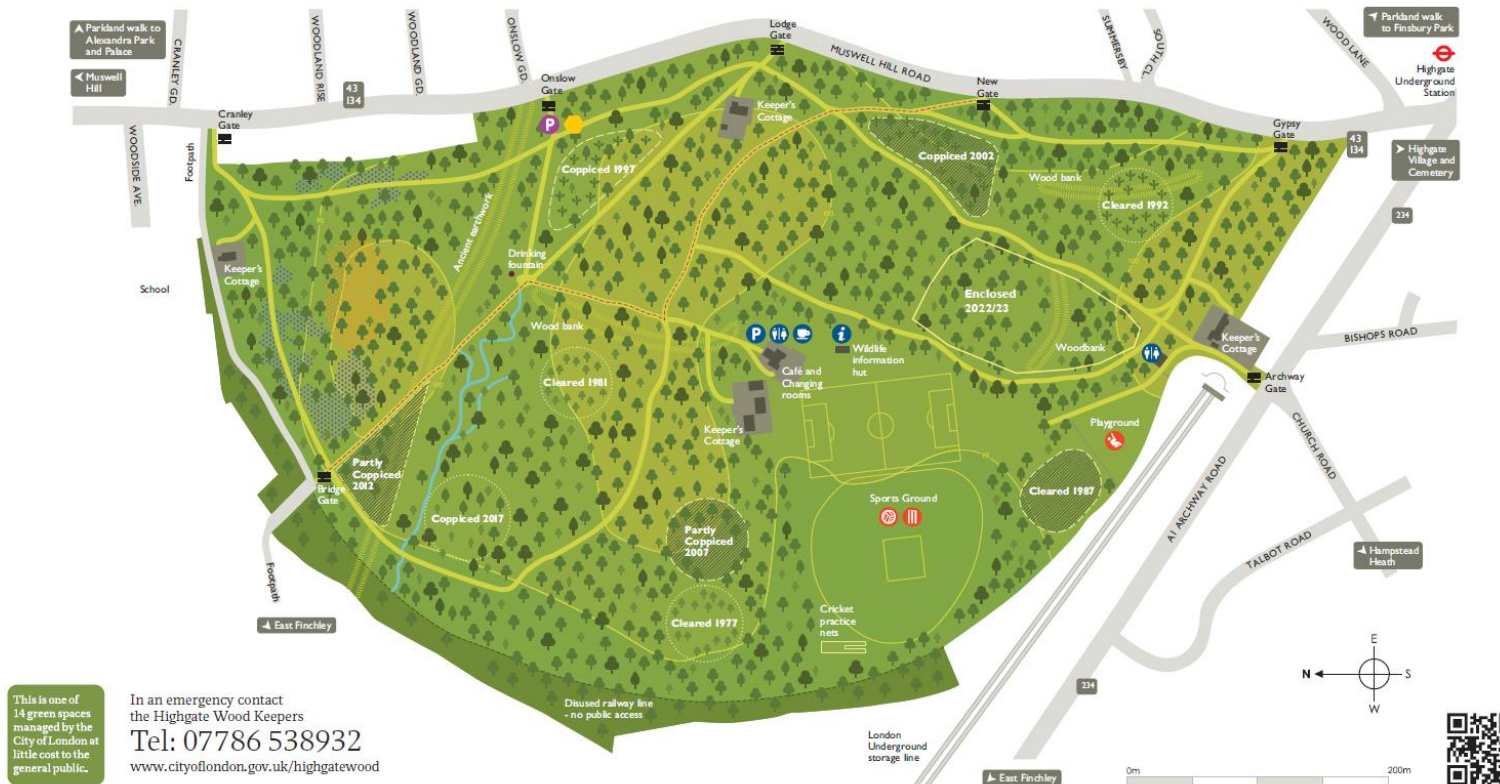 Parkland walk to
Alexandra Park
and Palace
Muswell
Hill
CRANLEY GD.
WOODLAND RISE
43
134
WOODLAND GD.
ONSLOW GD.
Lodge
Gate
MUSWELL HILL ROAD
SUMMERSBY
SOUTH CL.
WOOD LANE
Parkland walk
to Finsbury Park
Highgate
Underground
Station
WOODSIDE AVE.
Footpath
Cranley
Gate
Onslow
Gate
P
Keeper's
Cottage
New
Gate
Gypsy
Gate
43
134
Highgate
Village and
Cemetery
234
Coppiced 1997
Coppiced 2002
Wood bank
Cleared 1992
95
100
100
Ancient earthwork
Drinking
fountain
Keeper's
Cottage
School
Enclosed
2022/23
Wood bank
P
i
Wildlife
information
hut
Woodbank
Keeper's
Cottage
BISHOPS ROAD
Cleared 1981
Café and
Changing
rooms
Archway
Gate
100
Keeper's
Cottage
Playground
CHURCH ROAD
95
Partly
Coppiced
2012
Bridge
Gate
Coppiced 2017
Partly
Coppiced
2007
Sports Ground
Cleared 1987
A1 ARCHWAY ROAD
TALBOT ROAD
Hampstead
Heath
Footpath
East Finchley
Cleared 1977
Cricket
practice
nets
Disused railway line
- no public access
234
E
N
S
W
London
Underground
storage line
East Finchley
0m
200m
This is one of
14 green spaces
managed by the
City of London at
little cost to the
general public.
In an emergency contact
the Highgate Wood Keepers
Tel: 07786 538932
www.cityoflondon.gov.uk/highgatewood